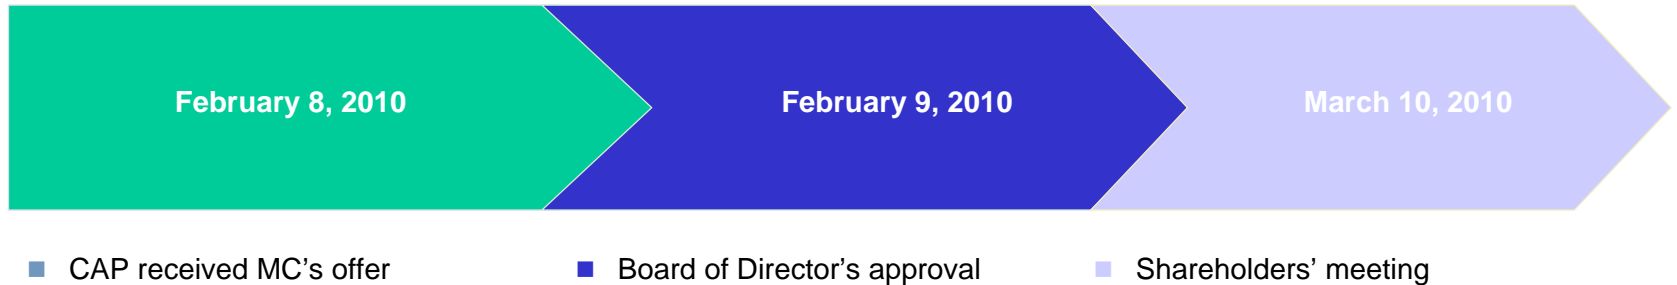 February 8, 2010
February 9, 2010
March 10, 2010
CAP received MC's offer
Board of Director's approval
Shareholders' meeting